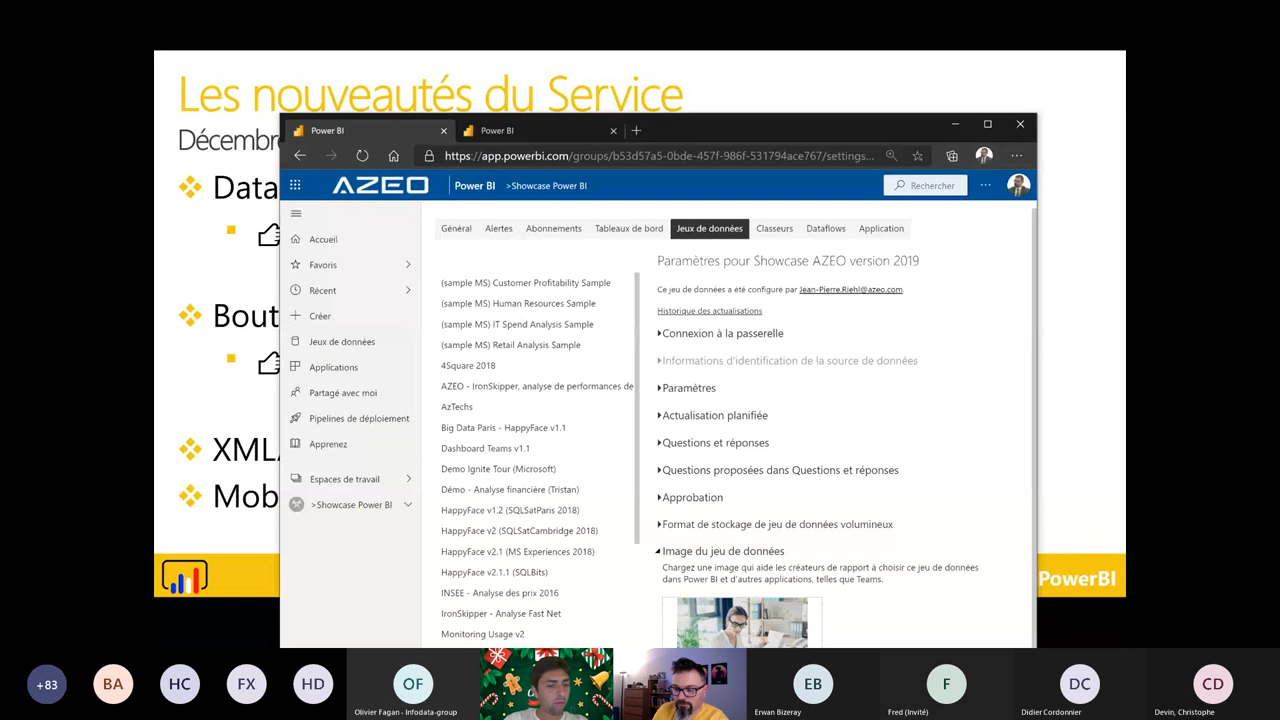 Les nouveautés du Service
Décembre
Data
Bout
XMLA
Mob
PowerBI
Power BI
Power BI
https://app.powerbi.com/groups/b53d57a5-0bde-457f-986f-531794ace767/settings...
AZEO
Power BI
>Showcase Power BI
Rechercher
Accueil
Favoris
Récent
Créer
Jeux de données
Applications
Partagé avec moi
Pipelines de déploiement
Apprenez
Espaces de travail
>Showcase Power BI
Général Alertes Abonnements Tableaux de bord Jeux de données Classeurs Dataflows Application
(sample MS) Customer Profitability Sample
(sample MS) Human Resources Sample
(sample MS) IT Spend Analysis Sample
(sample MS) Retail Analysis Sample
4Square 2018
AZEO - IronSkipper, analyse de performances de
AzTechs
Big Data Paris - HappyFace v1.1
Dashboard Teams v1.1
Demo Ignite Tour (Microsoft)
Démo - Analyse financière (Tristan)
HappyFace v1.2 (SQLSatParis 2018)
HappyFace v2 (SQLSatCambridge 2018)
HappyFace v2.1 (MS Experiences 2018)
HappyFace v2.1.1 (SQLBits)
INSEE - Analyse des prix 2016
IronSkipper - Analyse Fast Net
Monitoring Usage v2
Paramètres pour Showcase AZEO version 2019
Ce jeu de données a été configuré par Jean-Pierre.Riehl@azeo.com.
Historique des actualisations
Connexion à la passerelle
Informations d'identification de la source de données
Paramètres
Actualisation planifiée
Questions et réponses
Questions proposées dans Questions et réponses
Approbation
Format de stockage de jeu de données volumineux
Image du jeu de données
Chargez une image qui aide les créateurs de rapport à choisir ce jeu de données
dans Power BI et d'autres applications, telles que Teams.
+83
BA
HC
FX
HD
OF
Olivier Fagan - Infodata-group
EB
Erwan Bizeray
F
Fred (Invité)
DC
Didier Cordonnier
CD
Devin, Christophe